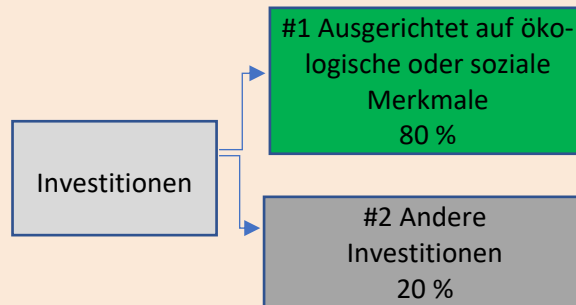 #1 Ausgerichtet auf öko-
logische oder soziale
Merkmale
80 %
Investitionen
#2 Andere
Investitionen
20 %